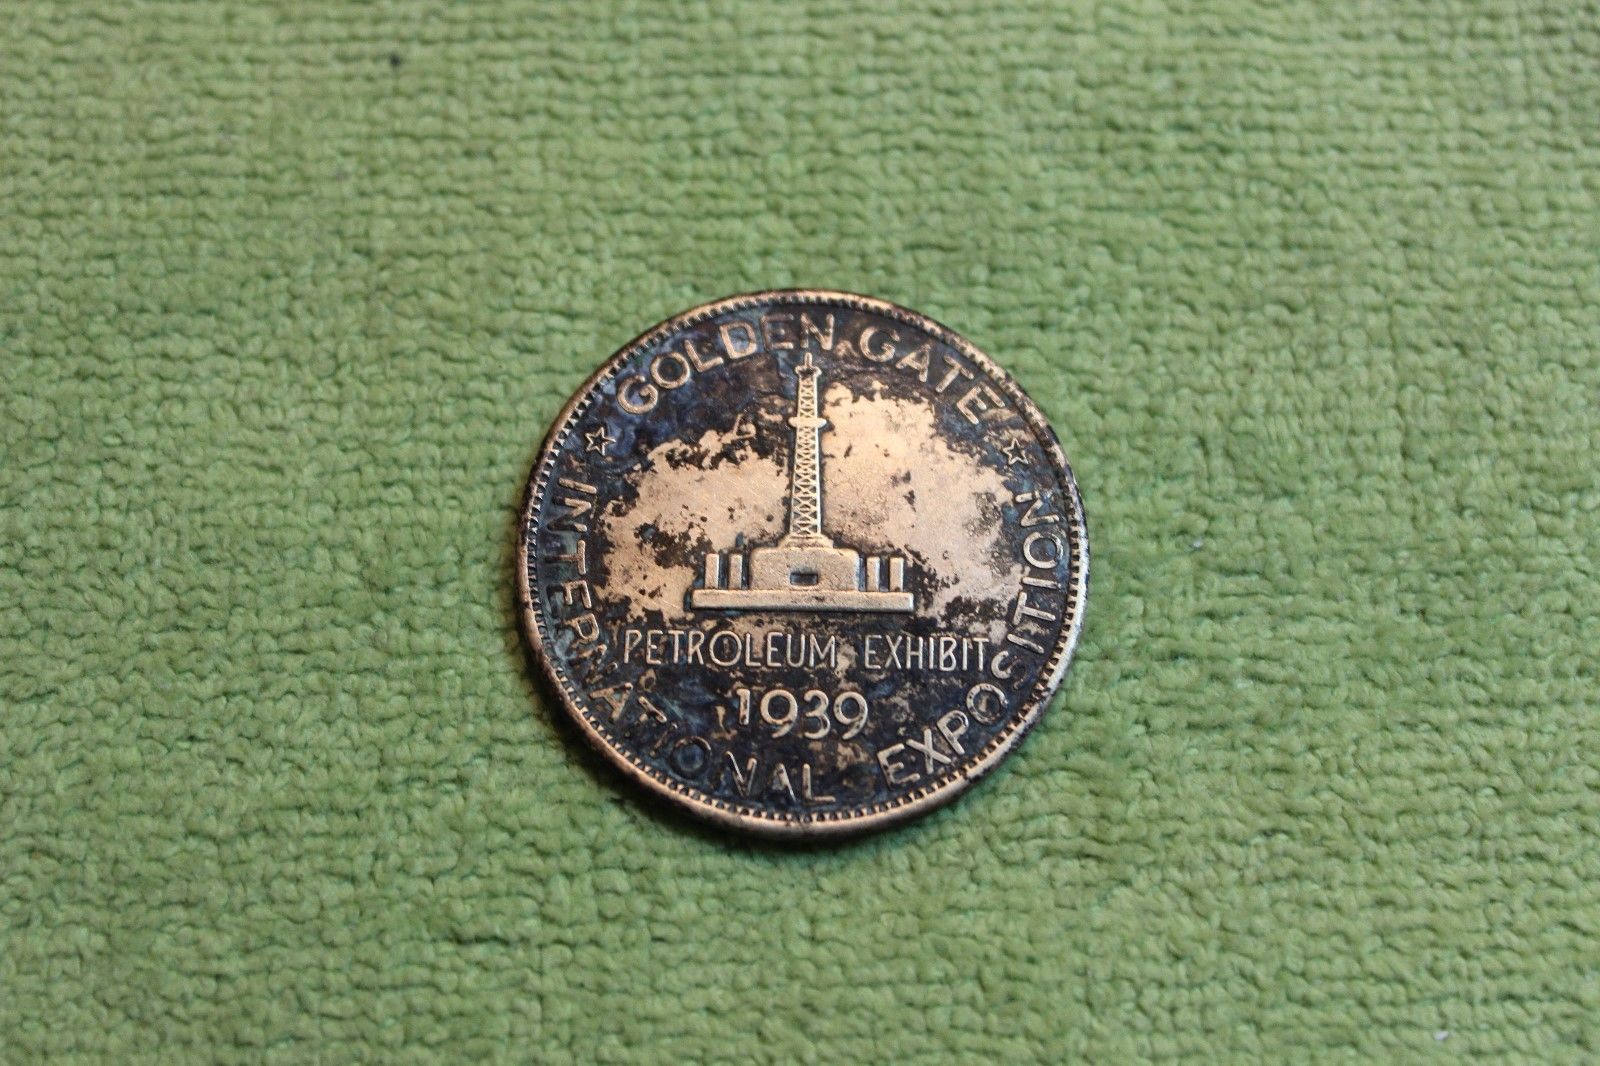 GOLDEN GATE
INTERNATIONAL EXPOSITION
PETROLEUM EXHIBIT
1939